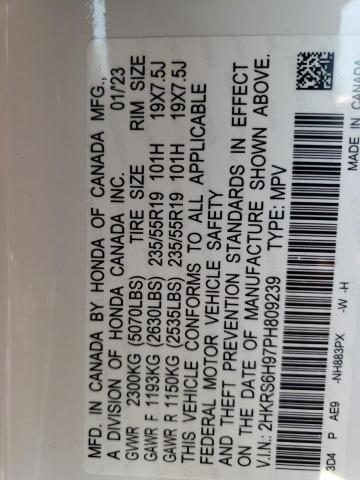 MFD. IN CANADA BY HONDA OF CANADA MFG.,
A DIVISION OF HONDA CANADA INC. 01/'23
GVWR 2300KG (5070LBS) TIRE SIZE RIM SIZE
GAWR F 1193KG (2630LBS) 235/55R19 101H 19X7.5J
GAWR R 1150KG (2535LBS) 235/55R19 101H 19X7.5J
THIS VEHICLE CONFORMS TO ALL APPLICABLE
FEDERAL MOTOR VEHICLE SAFETY
AND THEFT PREVENTION STANDARDS IN EFFECT
ON THE DATE OF MANUFACTURE SHOWN ABOVE.
V.I.N.: 2HKRS6H97PH809239 TYPE: MPV
3D4 P AE9 -NH883PX -W -H
MADE IN CANADA